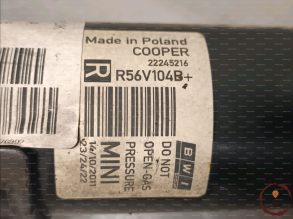 Made in Poland
COOPER
22245216
R R56V104B+
BWI
DO NOT
OPEN-GAS
PRESSURE
MINI
14/10/2011
23/24/22